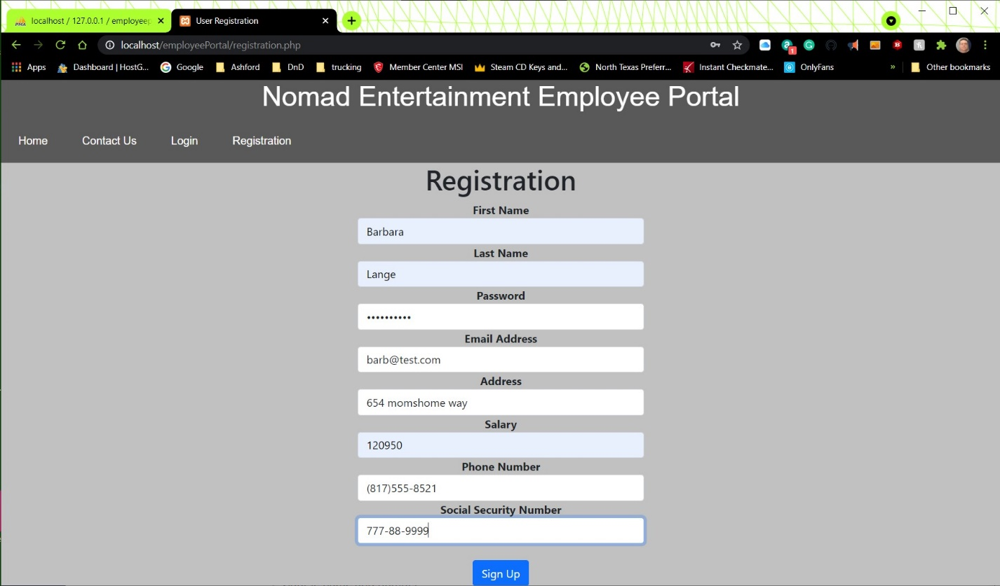 localhost / 127.0.0.1 / employeep
User Registration
localhost/employeePortal/registration.php
Apps Dashboard | HostG... Google Ashford DnD trucking Member Center MSI Steam CD Keys and... North Texas Preferr... Instant Checkmate... OnlyFans » Other bookmarks
Nomad Entertainment Employee Portal
Home Contact Us Login Registration
Registration
First Name
Barbara
Last Name
Lange
Password
••••••••••
Email Address
barb@test.com
Address
654 momshome way
Salary
120950
Phone Number
(817)555-8521
Social Security Number
777-88-9999
Sign Up